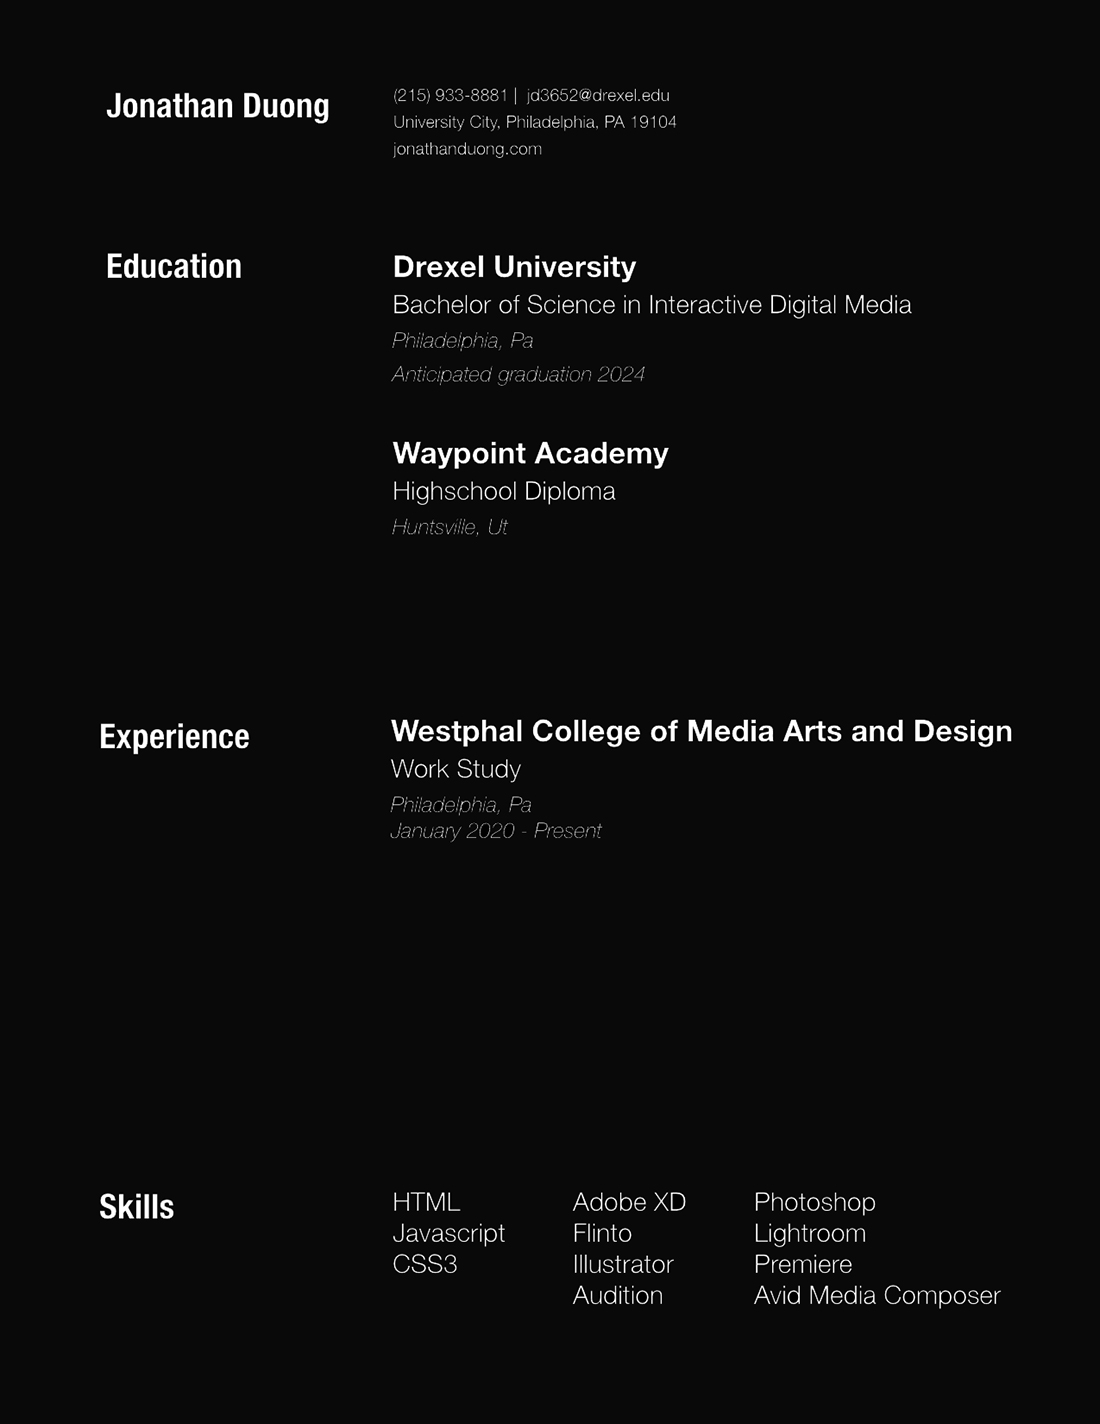 Jonathan Duong
(215) 933-8881 | jd3652@drexel.edu
University City, Philadelphia, PA 19104
jonathanduong.com
Education
Drexel University
Bachelor of Science in Interactive Digital Media
Philadelphia, Pa
Anticipated graduation 2024
Waypoint Academy
Highschool Diploma
Huntsville, Ut
Experience
Westphal College of Media Arts and Design
Work Study
Philadelphia, Pa
January 2020 - Present
Skills
HTML
Javascript
CSS3
Adobe XD
Flinto
Illustrator
Audition
Photoshop
Lightroom
Premiere
Avid Media Composer